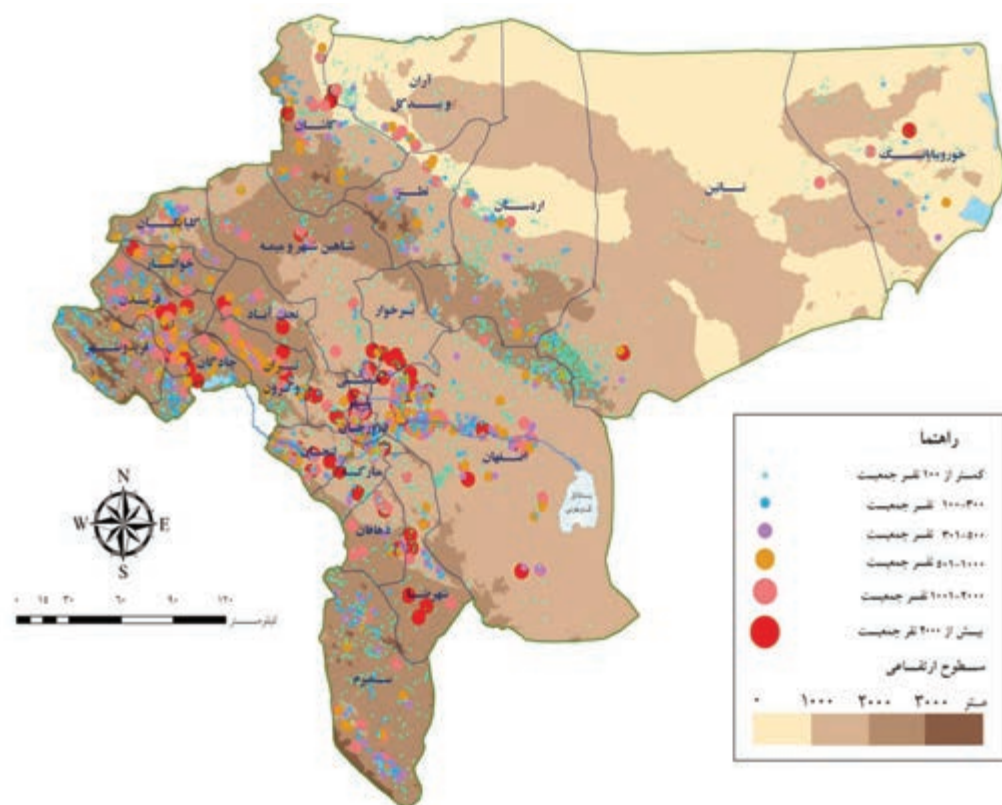 آران
و بیدگل
کاشان
خوروبیابانک
نطنز
نائین
اردستان
گلپایگان
شاهین شهر و میمه
خوانسار
برخوار
فریدن
نجف آباد
فریدونشهر
چادگان
تیران
و کرون
خمینی
شهر
فلاورجان
لنجان
مبارکه
اصفهان
دهاقان
شهرضا
سمیرم
N
W
E
S
۰ ۱۵ ۳۰ ۶۰ ۹۰ ۱۲۰
کیلومتر
راهنما
کمتر از ۱۰۰ نفر جمعیت
۱۰۰-۳۰۰ نفر جمعیت
۳۰۱-۵۰۰ نفر جمعیت
۵۰۱-۱۰۰۰ نفر جمعیت
۱۰۰۱-۲۰۰۰ نفر جمعیت
بیش از ۲۰۰۰ نفر جمعیت
سطوح ارتفاعی
۰ ۱۰۰۰ ۲۰۰۰ ۳۰۰۰ متر